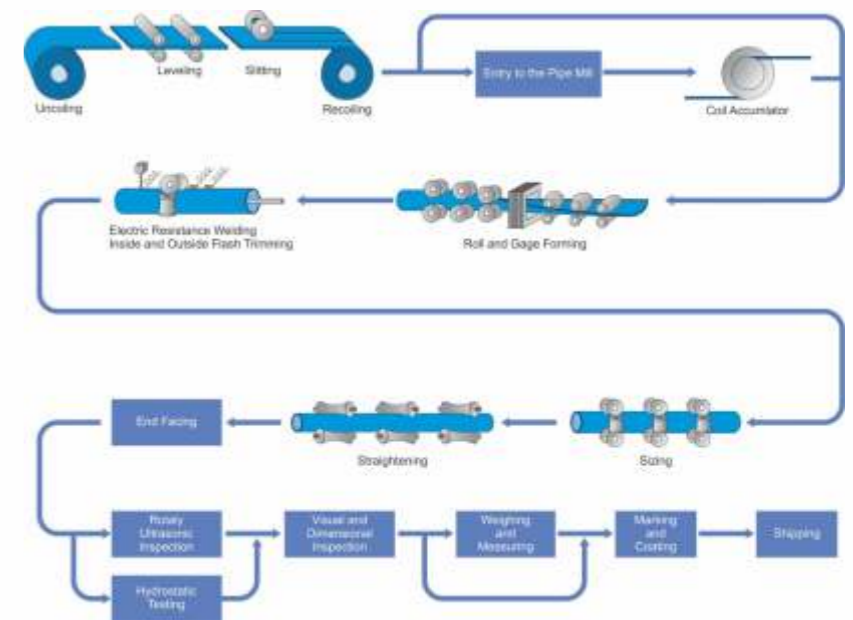 Leveling
Slitting
Uncoiling
Recoiling
Entry to the Pipe Mill
Coil Accumlator
Electric Resistance Welding
Inside and Outside Flash Trimming
Roll and Gage Forming
End Facing
Straightening
Sizing
Rotaly
Ultrasonic
Inspection
Visual and
Dimensional
Inspection
Weighing
and
Measuring
Marking
and
Coating
Shipping
Hydrostatic
Testing